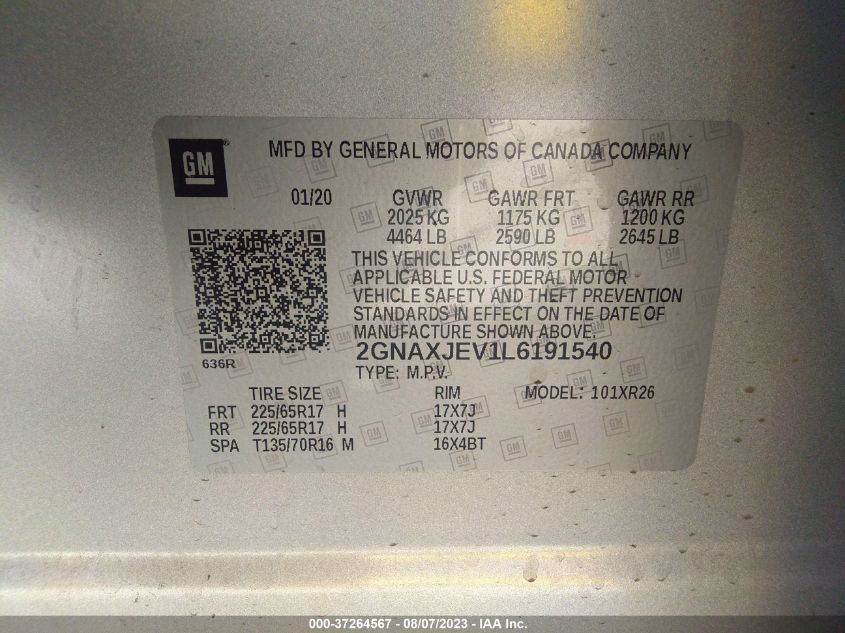 GM®
MFD BY GENERAL MOTORS OF CANADA COMPANY
01/20 GVWR GAWR FRT GAWR RR
2025 KG 1175 KG 1200 KG
4464 LB 2590 LB 2645 LB
THIS VEHICLE CONFORMS TO ALL
APPLICABLE U.S. FEDERAL MOTOR
VEHICLE SAFETY AND THEFT PREVENTION
STANDARDS IN EFFECT ON THE DATE OF
MANUFACTURE SHOWN ABOVE.
2GNAXJEV1L6191540
636R
TYPE: M.P.V.
TIRE SIZE RIM MODEL: 101XR26
FRT 225/65R17 H 17X7J
RR 225/65R17 H 17X7J
SPA T135/70R16 M 16X4BT
000-37264567 - 08/07/2023 - IAA Inc.